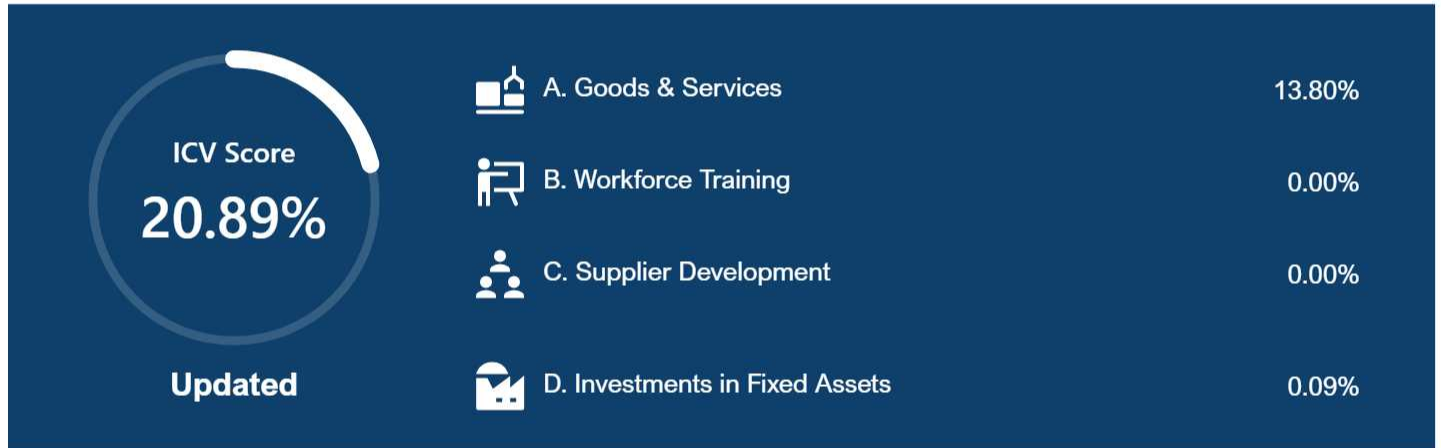 ICV Score
20.89%
Updated
A. Goods & Services 13.80%
B. Workforce Training 0.00%
C. Supplier Development 0.00%
D. Investments in Fixed Assets 0.09%